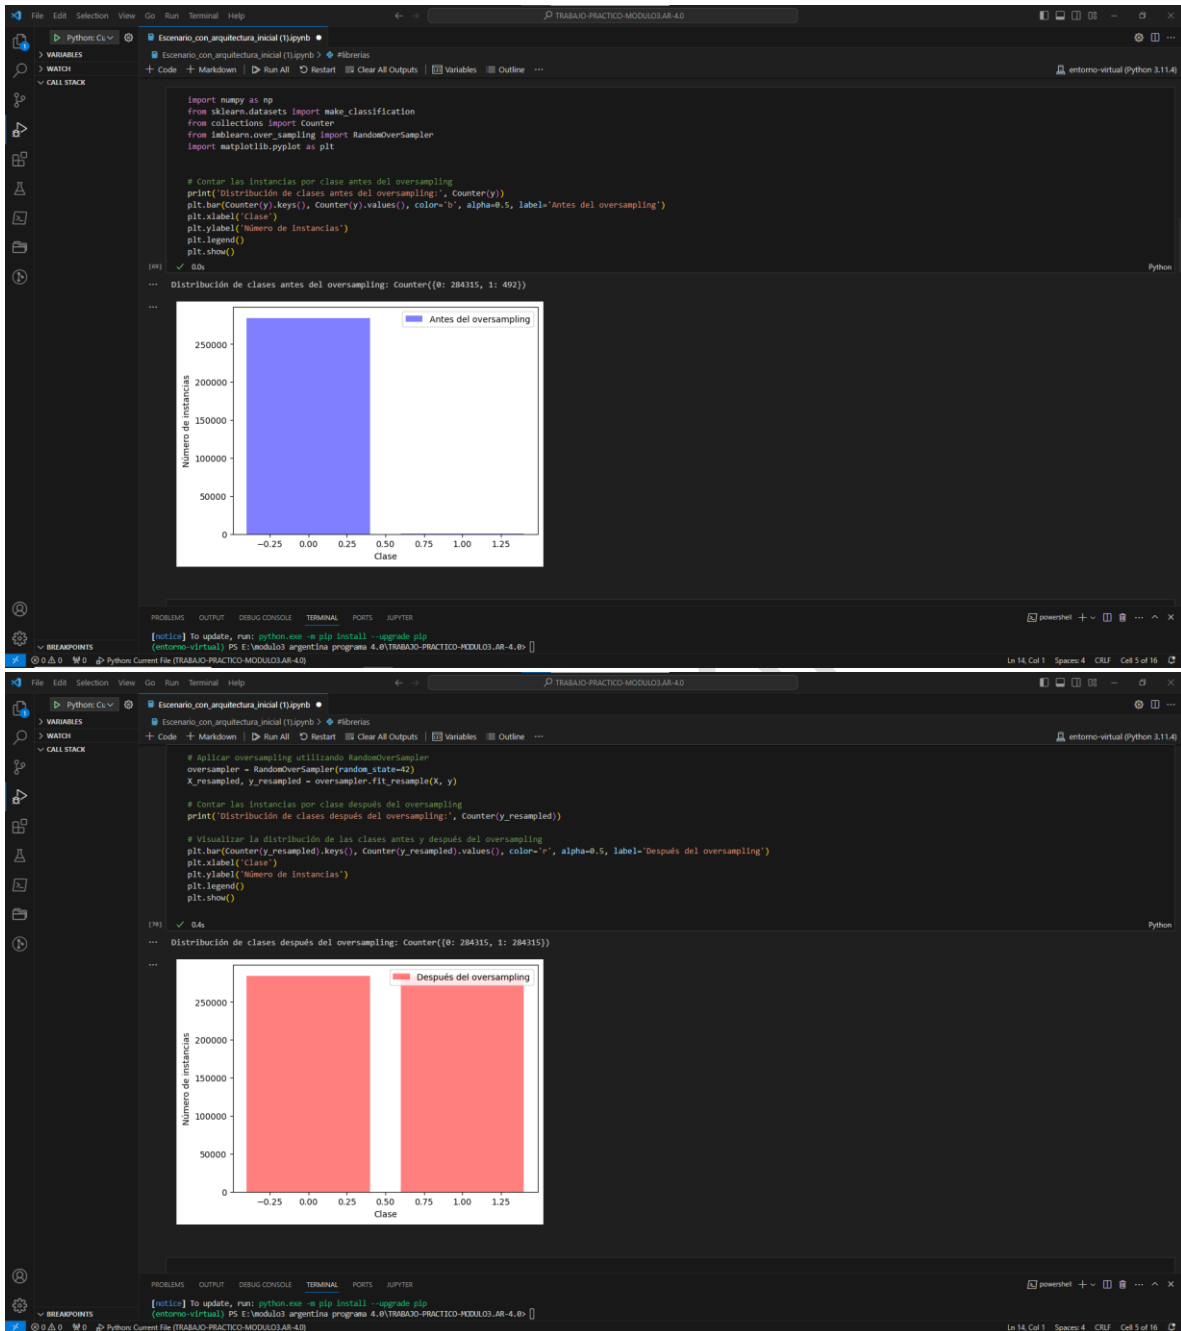 File Edit Selection View Go Run Terminal Help
TRABAJO-PRACTICO-MODULO3.AR-4.0
Python: Cu
Escenario_con_arquitectura_inicial (1).ipynb
VARIABLES
WATCH
CALL STACK
Escenario_con_arquitectura_inicial (1).ipynb > #librerias
+ Code + Markdown | Run All Restart Clear All Outputs | Variables Outline ...
entorno-virtual (Python 3.11.4)
import numpy as np
from sklearn.datasets import make_classification
from collections import Counter
from imblearn.over_sampling import RandomOverSampler
import matplotlib.pyplot as plt
# Contar las instancias por clase antes del oversampling
print('Distribución de clases antes del oversampling:', Counter(y))
plt.bar(Counter(y).keys(), Counter(y).values(), color='b', alpha=0.5, label='Antes del oversampling')
plt.xlabel('Clase')
plt.ylabel('Número de instancias')
plt.legend()
plt.show()
[69] ✓ 0.0s
Python
Distribución de clases antes del oversampling: Counter({0: 284315, 1: 492})
Antes del oversampling
Número de instancias
250000
200000
150000
100000
50000
0
−0.25 0.00 0.25 0.50 0.75 1.00 1.25
Clase
PROBLEMS OUTPUT DEBUG CONSOLE TERMINAL PORTS JUPYTER
powershell
[notice] To update, run: python.exe -m pip install --upgrade pip
(entorno-virtual) PS E:\modulo3 argentina programa 4.0\TRABAJO-PRACTICO-MODULO3.AR-4.0>
BREAKPOINTS
0 0 0 Python: Current File (TRABAJO-PRACTICO-MODULO3.AR-4.0)
Ln 14, Col 1 Spaces: 4 CRLF Cell 5 of 16
File Edit Selection View Go Run Terminal Help
TRABAJO-PRACTICO-MODULO3.AR-4.0
Python: Cu
Escenario_con_arquitectura_inicial (1).ipynb
VARIABLES
WATCH
CALL STACK
Escenario_con_arquitectura_inicial (1).ipynb > #librerias
+ Code + Markdown | Run All Restart Clear All Outputs | Variables Outline ...
entorno-virtual (Python 3.11.4)
# Aplicar oversampling utilizando RandomOverSampler
oversampler = RandomOverSampler(random_state=42)
X_resampled, y_resampled = oversampler.fit_resample(X, y)
# Contar las instancias por clase después del oversampling
print('Distribución de clases después del oversampling:', Counter(y_resampled))
# Visualizar la distribución de las clases antes y después del oversampling
plt.bar(Counter(y_resampled).keys(), Counter(y_resampled).values(), color='r', alpha=0.5, label='Después del oversampling')
plt.xlabel('Clase')
plt.ylabel('Número de instancias')
plt.legend()
plt.show()
[70] ✓ 0.4s
Python
Distribución de clases después del oversampling: Counter({0: 284315, 1: 284315})
Después del oversampling
Número de instancias
250000
200000
150000
100000
50000
0
−0.25 0.00 0.25 0.50 0.75 1.00 1.25
Clase
PROBLEMS OUTPUT DEBUG CONSOLE TERMINAL PORTS JUPYTER
powershell
[notice] To update, run: python.exe -m pip install --upgrade pip
(entorno-virtual) PS E:\modulo3 argentina programa 4.0\TRABAJO-PRACTICO-MODULO3.AR-4.0>
BREAKPOINTS
0 0 0 Python: Current File (TRABAJO-PRACTICO-MODULO3.AR-4.0)
Ln 14, Col 1 Spaces: 4 CRLF Cell 5 of 16